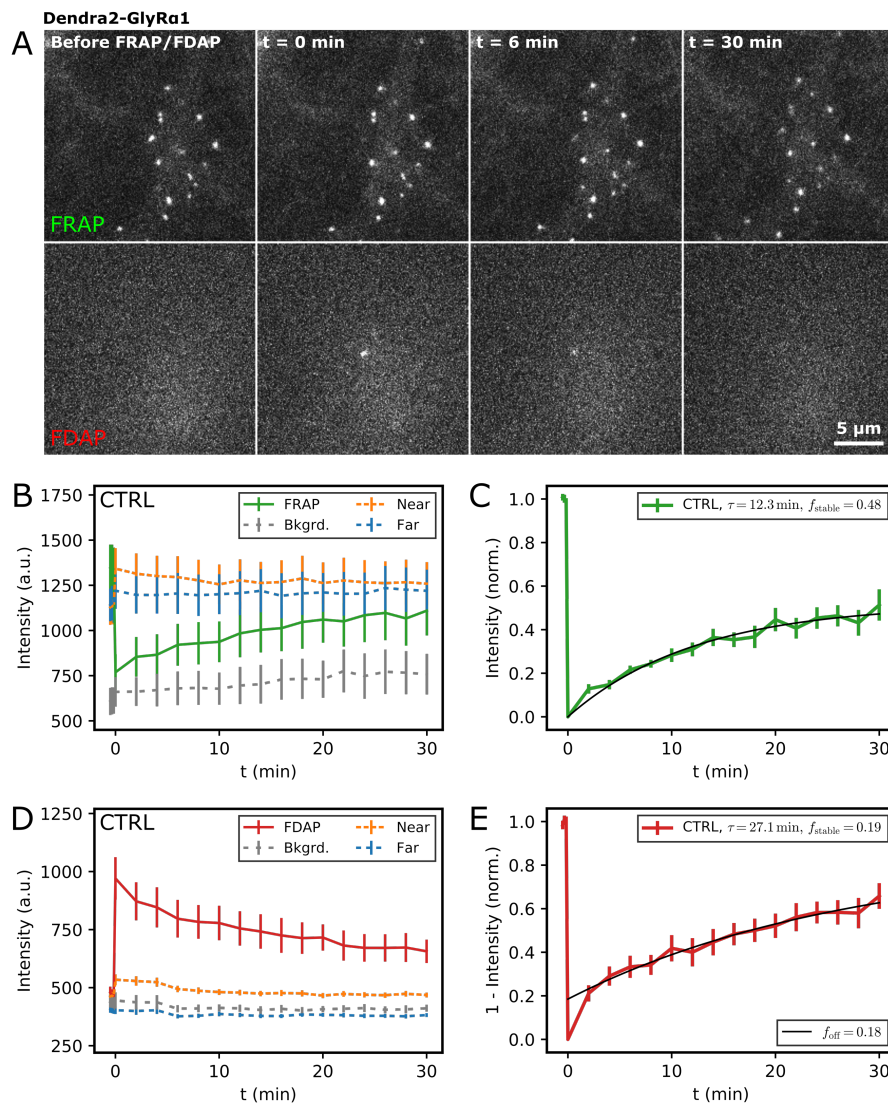 Dendra2-GlyRα1
A
Before FRAP/FDAP
t = 0 min
t = 6 min
t = 30 min
FRAP
FDAP
5 µm
B
CTRL
FRAP
Bkgrd.
Near
Far
1750
1500
1250
1000
750
500
Intensity (a.u.)
0
10
20
30
t (min)
C
CTRL, τ = 12.3 min, f_stable = 0.48
1.0
0.8
0.6
0.4
0.2
0.0
Intensity (norm.)
0
10
20
30
t (min)
D
CTRL
FDAP
Bkgrd.
Near
Far
1250
1000
750
500
250
Intensity (a.u.)
0
10
20
30
t (min)
E
CTRL, τ = 27.1 min, f_stable = 0.19
1.0
0.8
0.6
0.4
0.2
0.0
1 - Intensity (norm.)
f_off = 0.18
0
10
20
30
t (min)